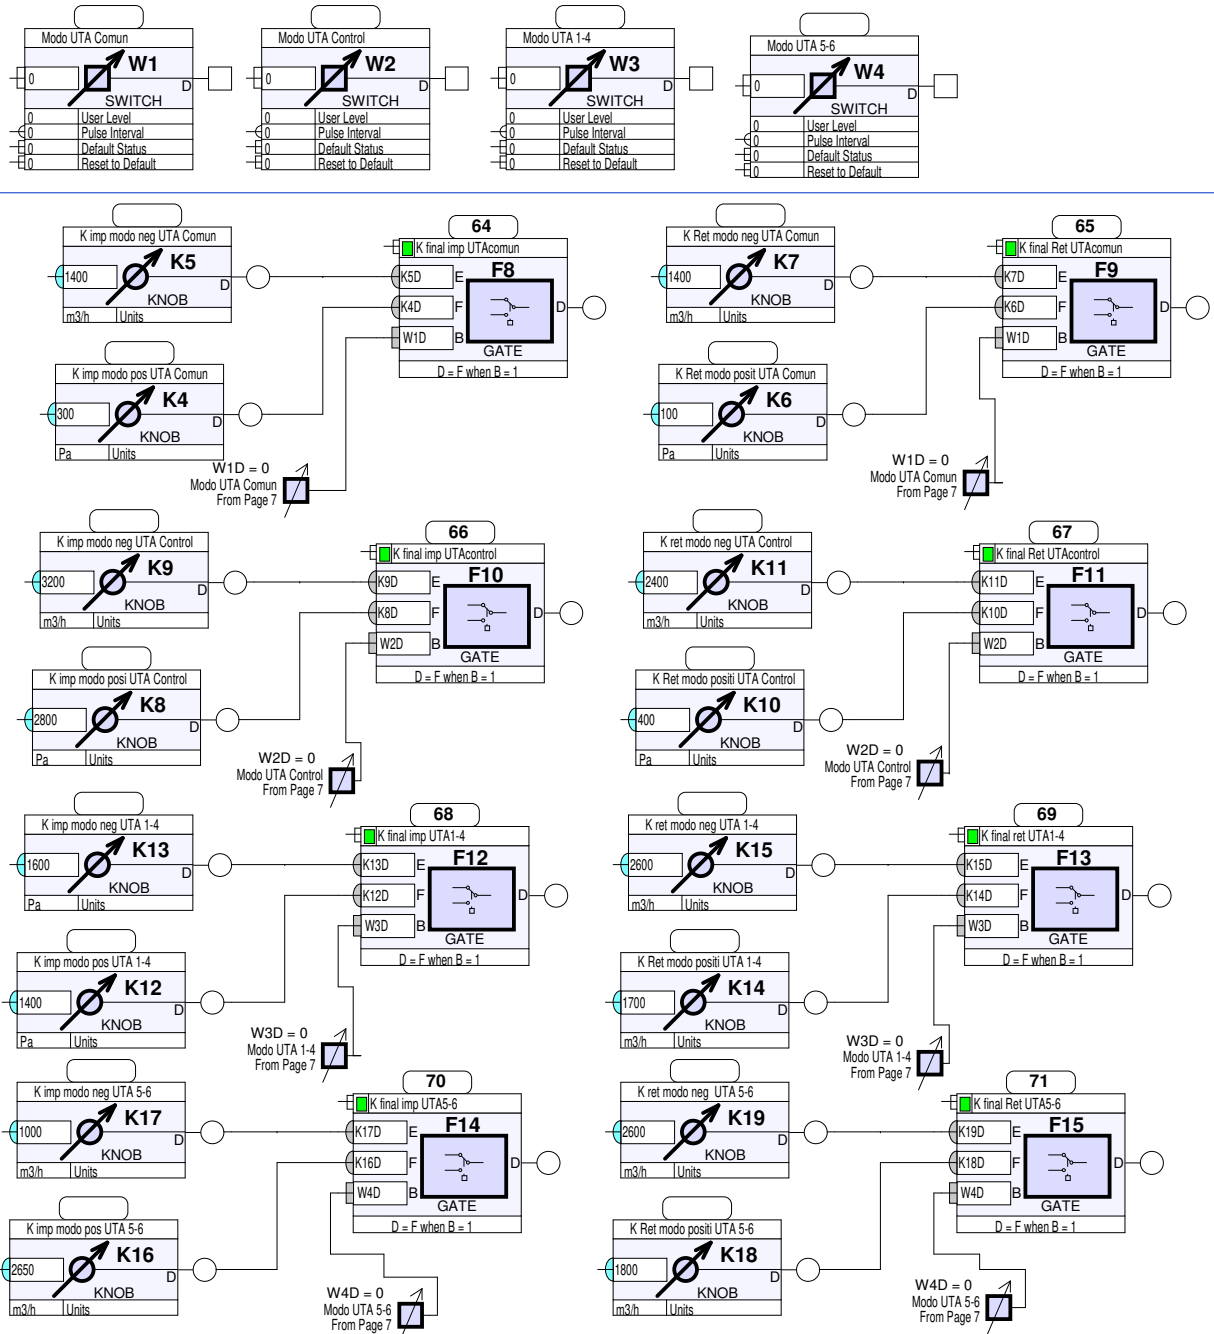 Modo UTA Comun
W1
0
D
SWITCH
0 User Level
0 Pulse Interval
0 Default Status
0 Reset to Default
Modo UTA Control
W2
0
D
SWITCH
0 User Level
0 Pulse Interval
0 Default Status
0 Reset to Default
Modo UTA 1-4
W3
0
D
SWITCH
0 User Level
0 Pulse Interval
0 Default Status
0 Reset to Default
Modo UTA 5-6
W4
0
D
SWITCH
0 User Level
0 Pulse Interval
0 Default Status
0 Reset to Default
K imp modo neg UTA Comun
K5
1400
D
KNOB
m3/h Units
64
K final imp UTAcomun
F8
K5D E
K4D F D
W1D B
GATE
D = F when B = 1
K imp modo pos UTA Comun
K4
300
D
KNOB
Pa Units
W1D = 0
Modo UTA Comun
From Page 7
K Ret modo neg UTA Comun
K7
1400
D
KNOB
m3/h Units
65
K final Ret UTAcomun
F9
K7D E
K6D F D
W1D B
GATE
D = F when B = 1
K Ret modo posit UTA Comun
K6
100
D
KNOB
Pa Units
W1D = 0
Modo UTA Comun
From Page 7
K imp modo neg UTA Control
K9
3200
D
KNOB
m3/h Units
66
K final imp UTAcontrol
F10
K9D E
K8D F D
W2D B
GATE
D = F when B = 1
K imp modo posi UTA Control
K8
2800
D
KNOB
Pa Units
W2D = 0
Modo UTA Control
From Page 7
K ret modo neg UTA Control
K11
2400
D
KNOB
m3/h Units
67
K final Ret UTAcontrol
F11
K11D E
K10D F D
W2D B
GATE
D = F when B = 1
K Ret modo positi UTA Control
K10
400
D
KNOB
Pa Units
W2D = 0
Modo UTA Control
From Page 7
K imp modo neg UTA 1-4
K13
1600
D
KNOB
Pa Units
68
K final imp UTA1-4
F12
K13D E
K12D F D
W3D B
GATE
D = F when B = 1
K imp modo pos UTA 1-4
K12
1400
D
KNOB
Pa Units
W3D = 0
Modo UTA 1-4
From Page 7
K ret modo neg UTA 1-4
K15
2600
D
KNOB
m3/h Units
69
K final ret UTA1-4
F13
K15D E
K14D F D
W3D B
GATE
D = F when B = 1
K Ret modo positi UTA 1-4
K14
1700
D
KNOB
m3/h Units
W3D = 0
Modo UTA 1-4
From Page 7
K imp modo neg UTA 5-6
K17
1000
D
KNOB
m3/h Units
70
K final imp UTA5-6
F14
K17D E
K16D F D
W4D B
GATE
D = F when B = 1
K imp modo pos UTA 5-6
K16
2650
D
KNOB
m3/h Units
W4D = 0
Modo UTA 5-6
From Page 7
K ret modo neg UTA 5-6
K19
2600
D
KNOB
m3/h Units
71
K final Ret UTA5-6
F15
K19D E
K18D F D
W4D B
GATE
D = F when B = 1
K Ret modo positi UTA 5-6
K18
1800
D
KNOB
m3/h Units
W4D = 0
Modo UTA 5-6
From Page 7